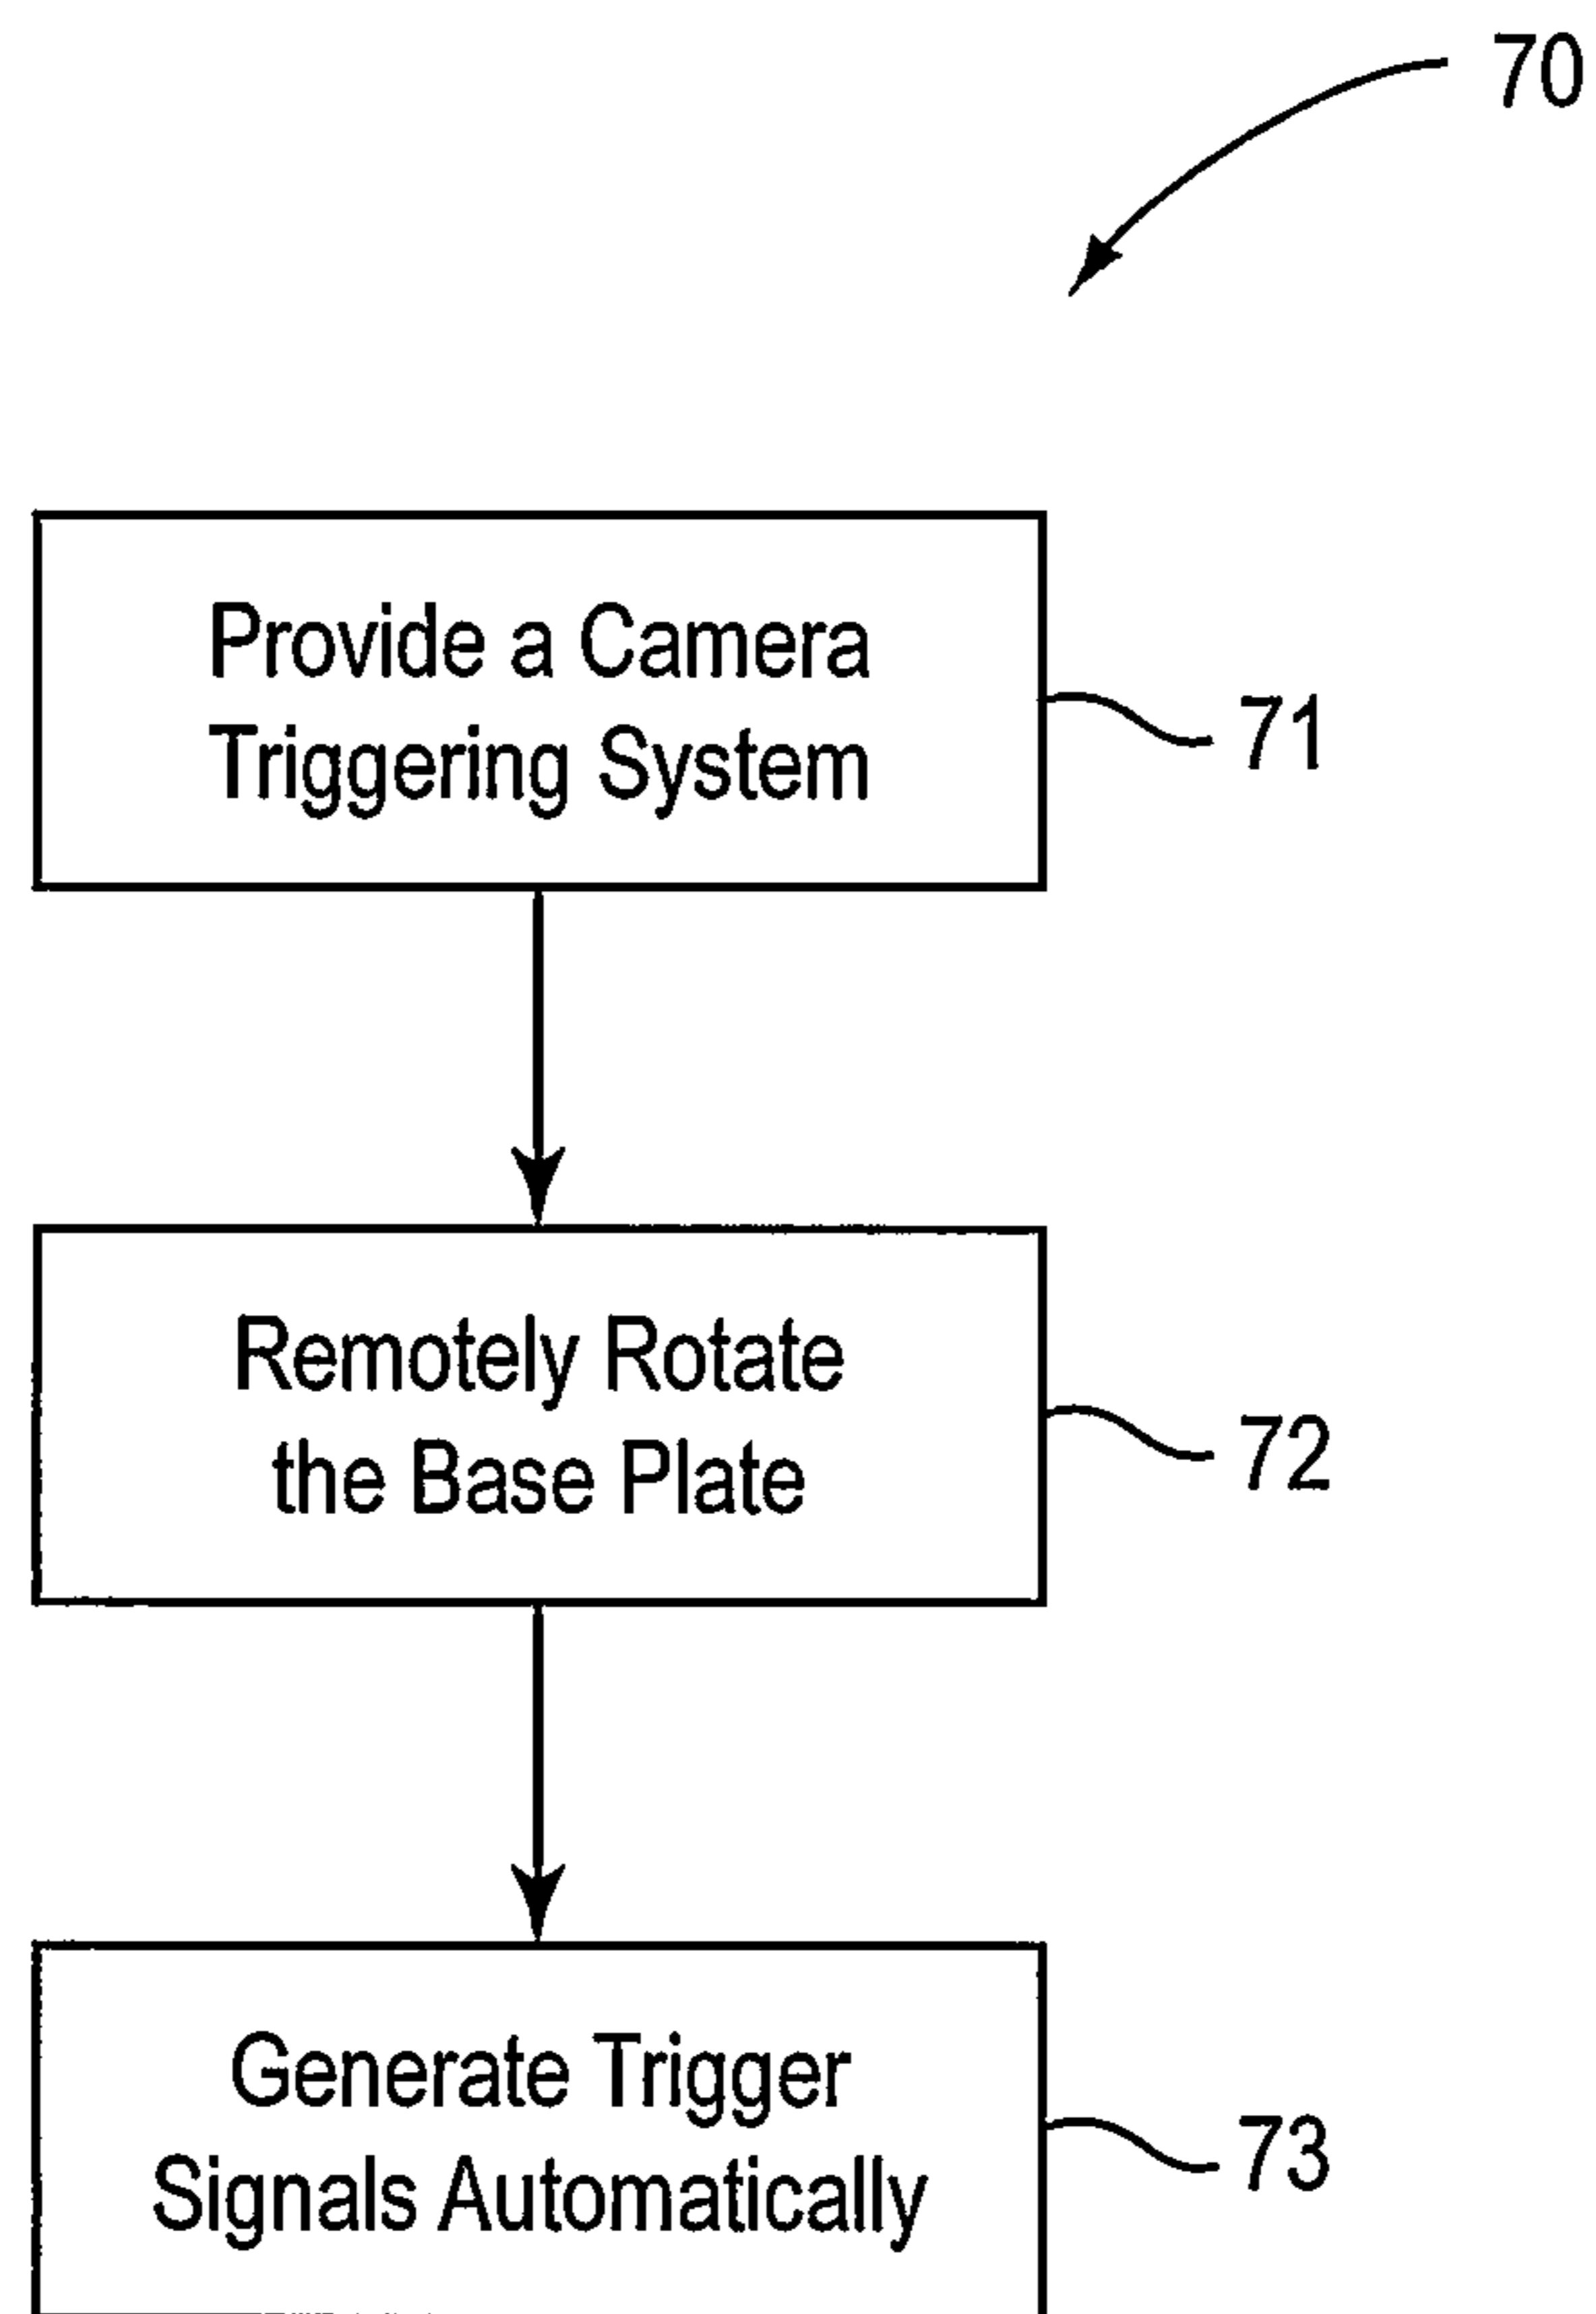 70
Provide a Camera
Triggering System
71
Remotely Rotate
the Base Plate
72
Generate Trigger
Signals Automatically
73